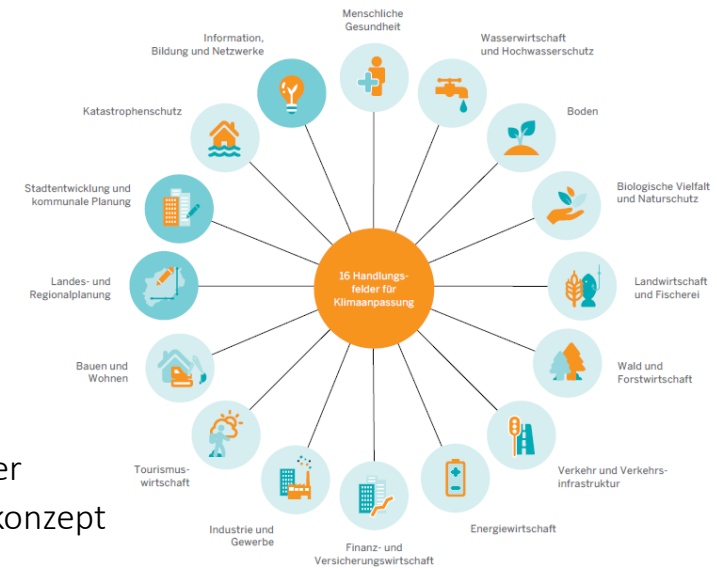 Menschliche
Gesundheit
Wasserwirtschaft
und Hochwasserschutz
Boden
Biologische Vielfalt
und Naturschutz
Landwirtschaft
und Fischerei
Wald und
Forstwirtschaft
Verkehr und Verkehrs-
infrastruktur
Energiewirtschaft
Finanz- und
Versicherungswirtschaft
Industrie und
Gewerbe
Tourismus-
wirtschaft
Bauen und
Wohnen
Landes- und
Regionalplanung
Stadtentwicklung und
kommunale Planung
Katastrophenschutz
Information,
Bildung und Netzwerke
16 Handlungs-
felder für
Klimaanpassung
er
konzept